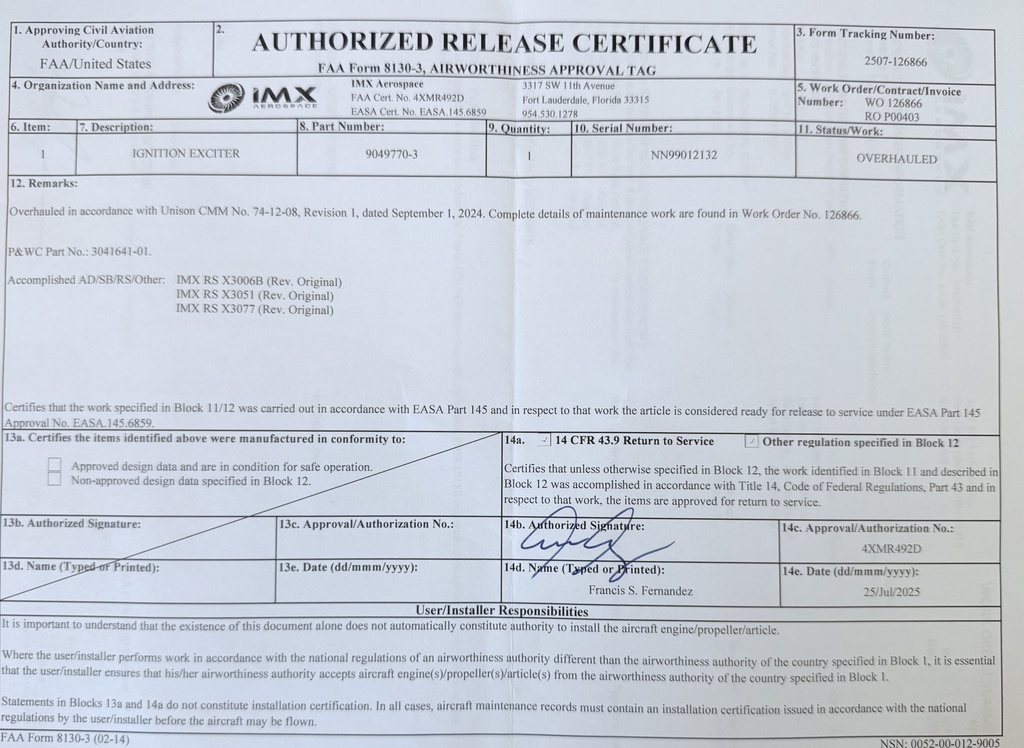 1. Approving Civil Aviation
Authority/Country:
FAA/United States
2.
AUTHORIZED RELEASE CERTIFICATE
FAA Form 8130-3, AIRWORTHINESS APPROVAL TAG
3. Form Tracking Number:
2507-126866
4. Organization Name and Address:
IMX
AEROSPACE
IMX Aerospace
FAA Cert. No. 4XMR492D
EASA Cert. No. EASA.145.6859
3317 SW 11th Avenue
Fort Lauderdale, Florida 33315
954.530.1278
5. Work Order/Contract/Invoice
Number: WO 126866
RO P00403
6. Item:
1
7. Description:
IGNITION EXCITER
8. Part Number:
9049770-3
9. Quantity:
1
10. Serial Number:
NN99012132
11. Status/Work:
OVERHAULED
12. Remarks:
Overhauled in accordance with Unison CMM No. 74-12-08, Revision 1, dated September 1, 2024. Complete details of maintenance work are found in Work Order No. 126866.
P&WC Part No.: 3041641-01.
Accomplished AD/SB/RS/Other: IMX RS X3006B (Rev. Original)
IMX RS X3051 (Rev. Original)
IMX RS X3077 (Rev. Original)
Certifies that the work specified in Block 11/12 was carried out in accordance with EASA Part 145 and in respect to that work the article is considered ready for release to service under EASA Part 145
Approval No. EASA.145.6859.
13a. Certifies the items identified above were manufactured in conformity to:
Approved design data and are in condition for safe operation.
Non-approved design data specified in Block 12.
14a. ✓ 14 CFR 43.9 Return to Service ✓ Other regulation specified in Block 12
Certifies that unless otherwise specified in Block 12, the work identified in Block 11 and described in
Block 12 was accomplished in accordance with Title 14, Code of Federal Regulations, Part 43 and in
respect to that work, the items are approved for return to service.
13b. Authorized Signature:
13c. Approval/Authorization No.:
14b. Authorized Signature:
14c. Approval/Authorization No.:
4XMR492D
13d. Name (Typed or Printed):
13e. Date (dd/mmm/yyyy):
14d. Name (Typed or Printed):
Francis S. Fernandez
14e. Date (dd/mmm/yyyy):
25/Jul/2025
User/Installer Responsibilities
It is important to understand that the existence of this document alone does not automatically constitute authority to install the aircraft engine/propeller/article.
Where the user/installer performs work in accordance with the national regulations of an airworthiness authority different than the airworthiness authority of the country specified in Block 1, it is essential
that the user/installer ensures that his/her airworthiness authority accepts aircraft engine(s)/propeller(s)/article(s) from the airworthiness authority of the country specified in Block 1.
Statements in Blocks 13a and 14a do not constitute installation certification. In all cases, aircraft maintenance records must contain an installation certification issued in accordance with the national
regulations by the user/installer before the aircraft may be flown.
FAA Form 8130-3 (02-14)
NSN: 0052-00-012-9005